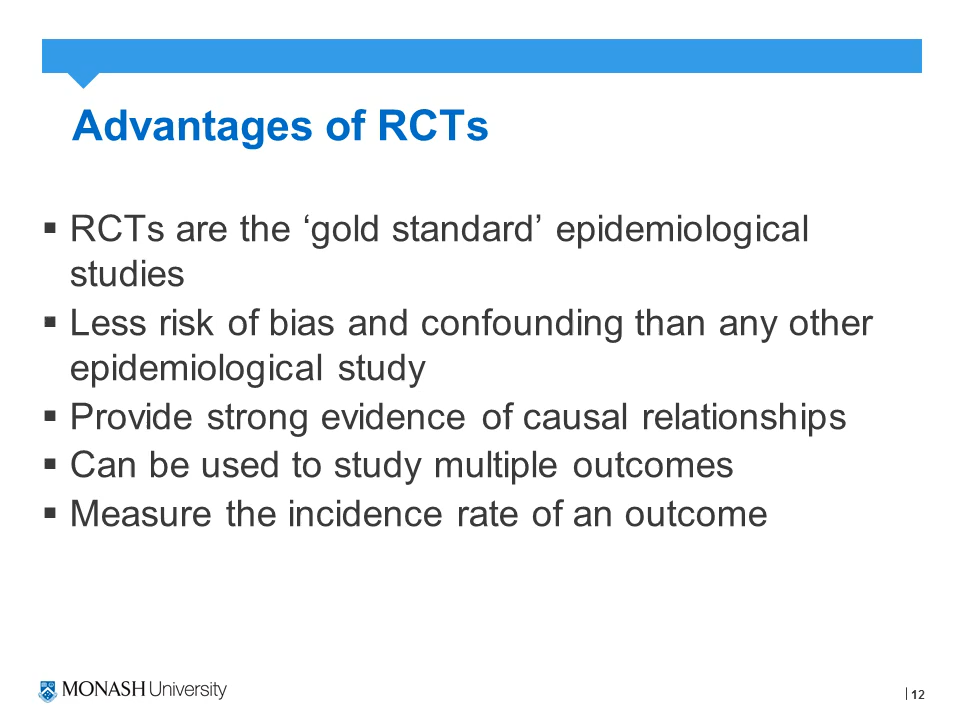 Advantages of RCTs
▪ RCTs are the ‘gold standard’ epidemiological
studies
▪ Less risk of bias and confounding than any other
epidemiological study
▪ Provide strong evidence of causal relationships
▪ Can be used to study multiple outcomes
▪ Measure the incidence rate of an outcome
MONASH University
| 12